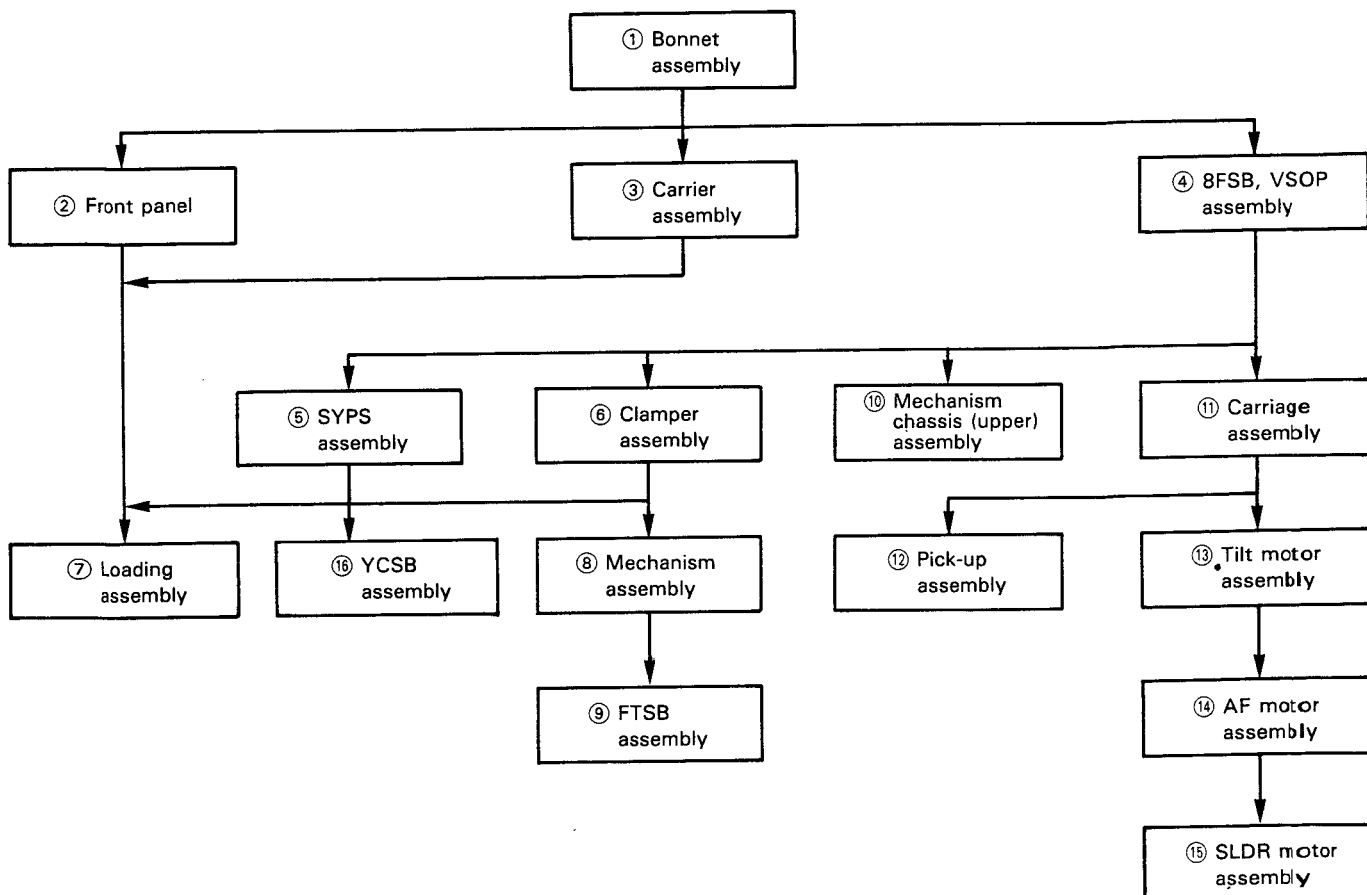 ① Bonnet
assembly
② Front panel
③ Carrier
assembly
④ 8FSB, VSOP
assembly
⑤ SYPS
assembly
⑥ Clamper
assembly
⑩ Mechanism
chassis (upper)
assembly
⑪ Carriage
assembly
⑦ Loading
assembly
⑯ YCSB
assembly
⑧ Mechanism
assembly
⑫ Pick-up
assembly
⑬ Tilt motor
assembly
⑨ FTSB
assembly
⑭ AF motor
assembly
⑮ SLDR motor
assembly